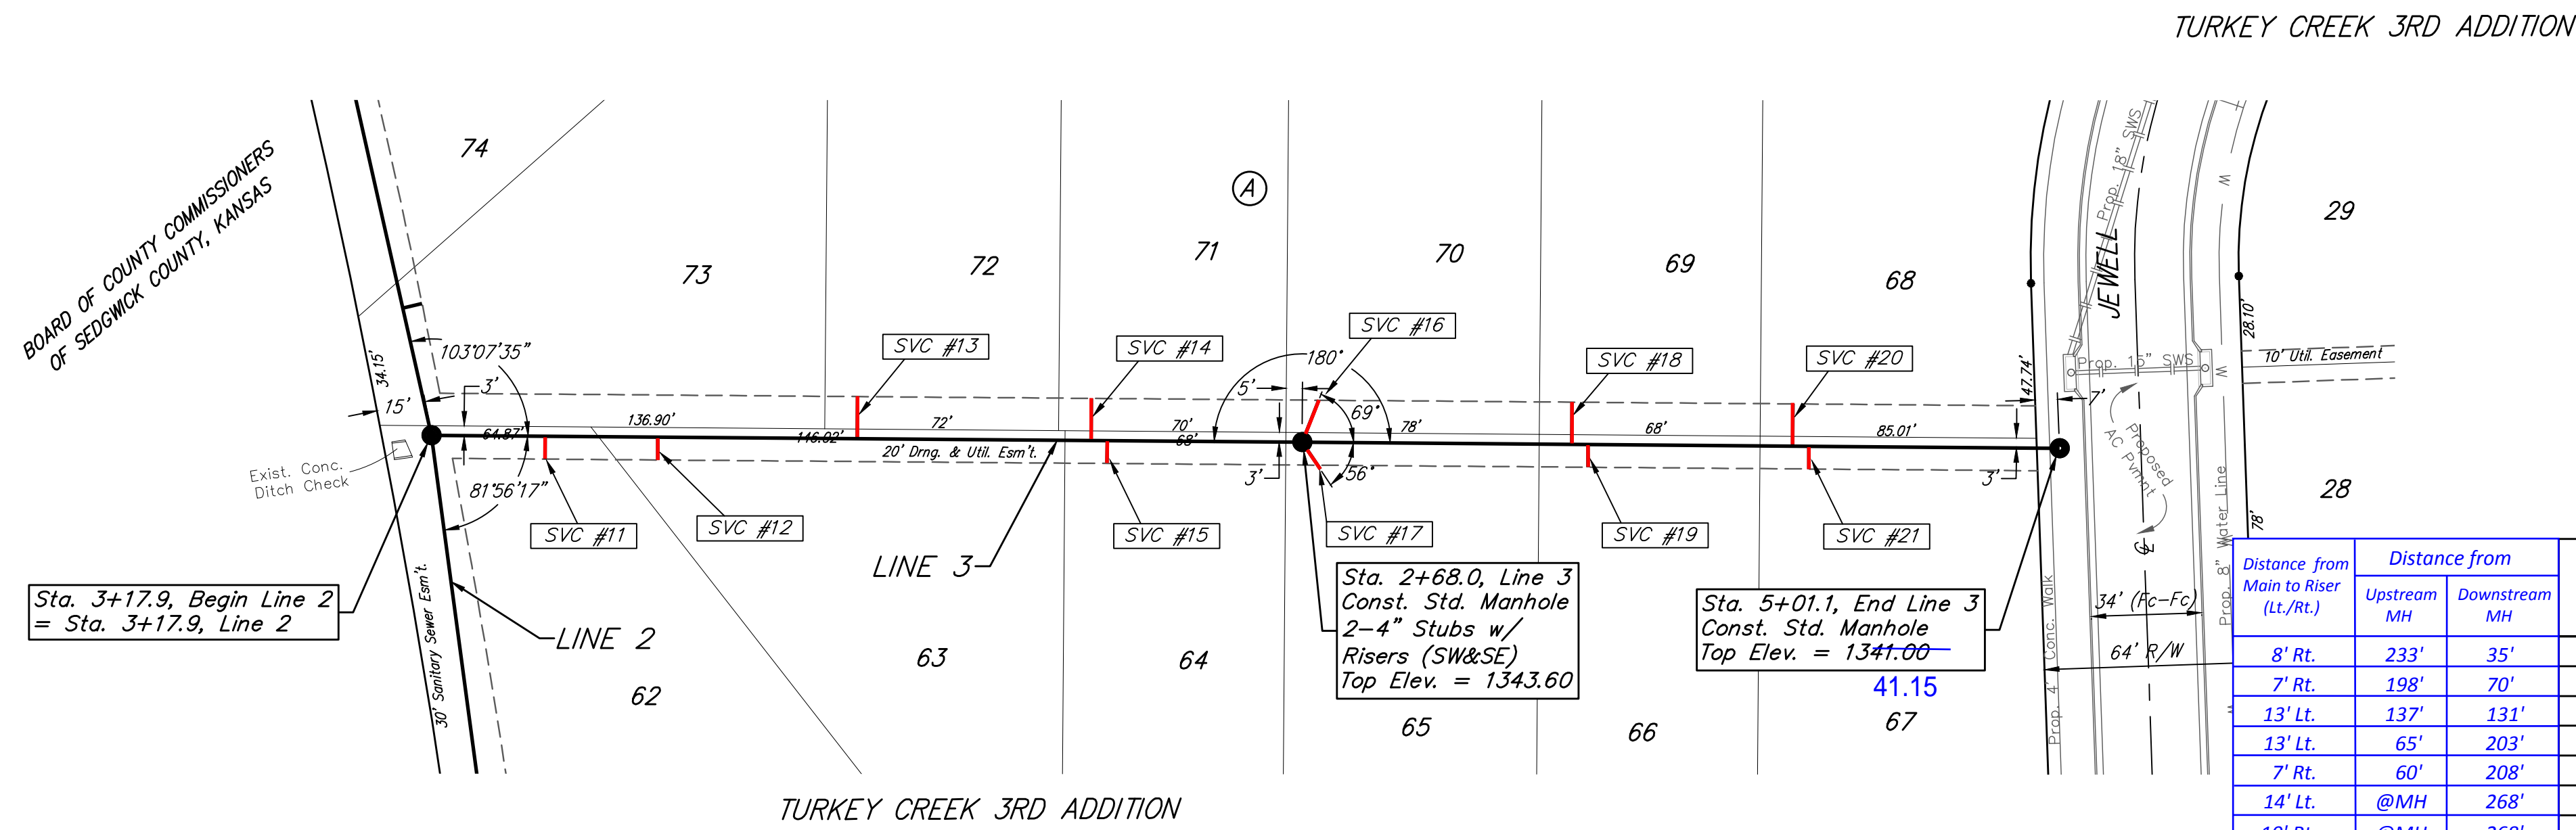 TURKEY CREEK 3RD ADDITION
BOARD OF COUNTY COMMISSIONERS
OF SEDGWICK COUNTY, KANSAS
74
73
72
71
A
70
69
68
29
28
JEWELL
Prop. 18" SWS
Prop. 15" SWS
W
W
28.10'
10' Util. Easement
78'
34.15'
15'
103°07'35"
3'
64.87'
136.90'
146.02'
72'
70'
68'
78'
68'
85.01'
47.74'
7'
5'
180°
69°
56°
3'
3'
81°56'17"
20' Drng. & Util. Esm't.
Exist. Conc.
Ditch Check
SVC #13
SVC #14
SVC #16
SVC #18
SVC #20
SVC #11
SVC #12
SVC #15
SVC #17
SVC #19
SVC #21
LINE 3
LINE 2
30' Sanitary Sewer Esm't.
Sta. 3+17.9, Begin Line 2
= Sta. 3+17.9, Line 2
Sta. 2+68.0, Line 3
Const. Std. Manhole
2-4" Stubs w/
Risers (SW&SE)
Top Elev. = 1343.60
Sta. 5+01.1, End Line 3
Const. Std. Manhole
Top Elev. = 1341.00
41.15
62
63
64
65
66
67
Proposed
AC Pvmnt
℄
Prop. 4' Conc. Walk
Prop. 8" Water Line
34' (Fc-Fc)
64' R/W
Distance from
Main to Riser
(Lt./Rt.)
Distance from
Upstream
MH
Downstream
MH
8' Rt. 233' 35'
7' Rt. 198' 70'
13' Lt. 137' 131'
13' Lt. 65' 203'
7' Rt. 60' 208'
14' Lt. @MH 268'
TURKEY CREEK 3RD ADDITION